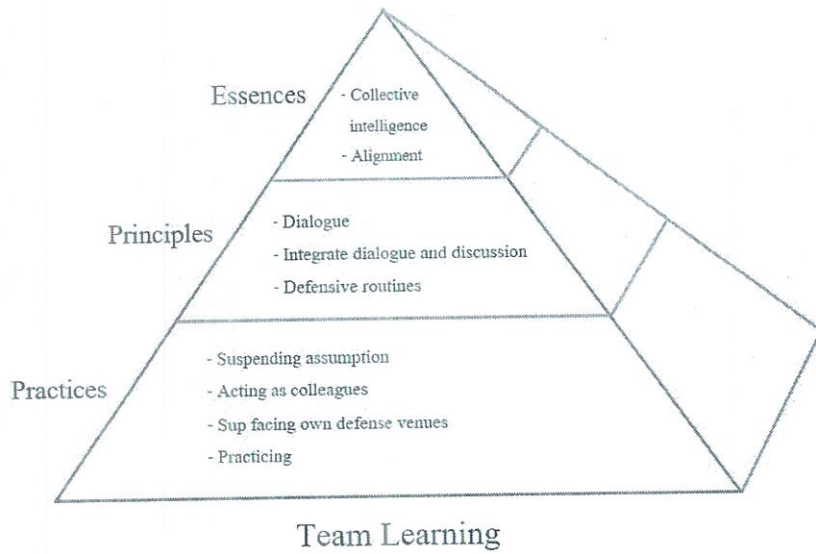 Essences
- Collective
intelligence
- Alignment
Principles
- Dialogue
- Integrate dialogue and discussion
- Defensive routines
Practices
- Suspending assumption
- Acting as colleagues
- Sup facing own defense venues
- Practicing
Team Learning